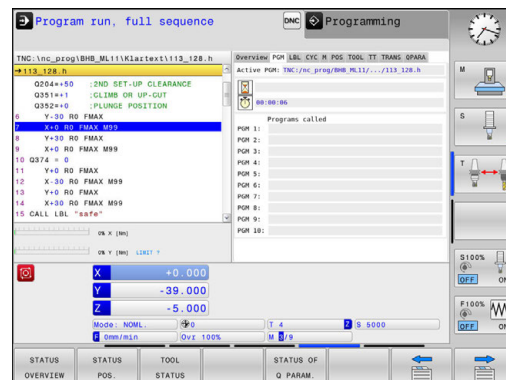 Program run, full sequence
DNC
Programming
TNC:\nc_prog\BHB_ML11\Klartext\113_128.h
→113_128.h
Q204=+50 ;2ND SET-UP CLEARANCE
Q351=+1 ;CLIMB OR UP-CUT
Q352=+0 ;PLUNGE POSITION
6 Y-30 R0 FMAX
7 X+0 R0 FMAX M99
8 Y+30 R0 FMAX
9 X+0 R0 FMAX M99
10 Q374 = 0
11 Y+0 R0 FMAX
12 X-30 R0 FMAX M99
13 Y+0 R0 FMAX
14 X+30 R0 FMAX M99
15 CALL LBL "safe"
0% X [Nm]
0% Y [Nm] LIMIT ?
Overview PGM LBL CYC M POS TOOL TT TRANS QPARA
Active PGM: TNC:/nc_prog/BHB_ML11/.../113_128.h
00:00:06
Programs called
PGM 1:
PGM 2:
PGM 3:
PGM 4:
PGM 5:
PGM 6:
PGM 7:
PGM 8:
PGM 9:
PGM 10:
X +0.000
Y -39.000
Z -5.000
Mode: NOML. 0 T 4 Z S 5000
F 0mm/min Ovr 100% M 5/9
M
S
T
S100%
OFF ON
F100%
OFF ON
STATUS OVERVIEW
STATUS POS.
TOOL STATUS
STATUS OF Q PARAM.